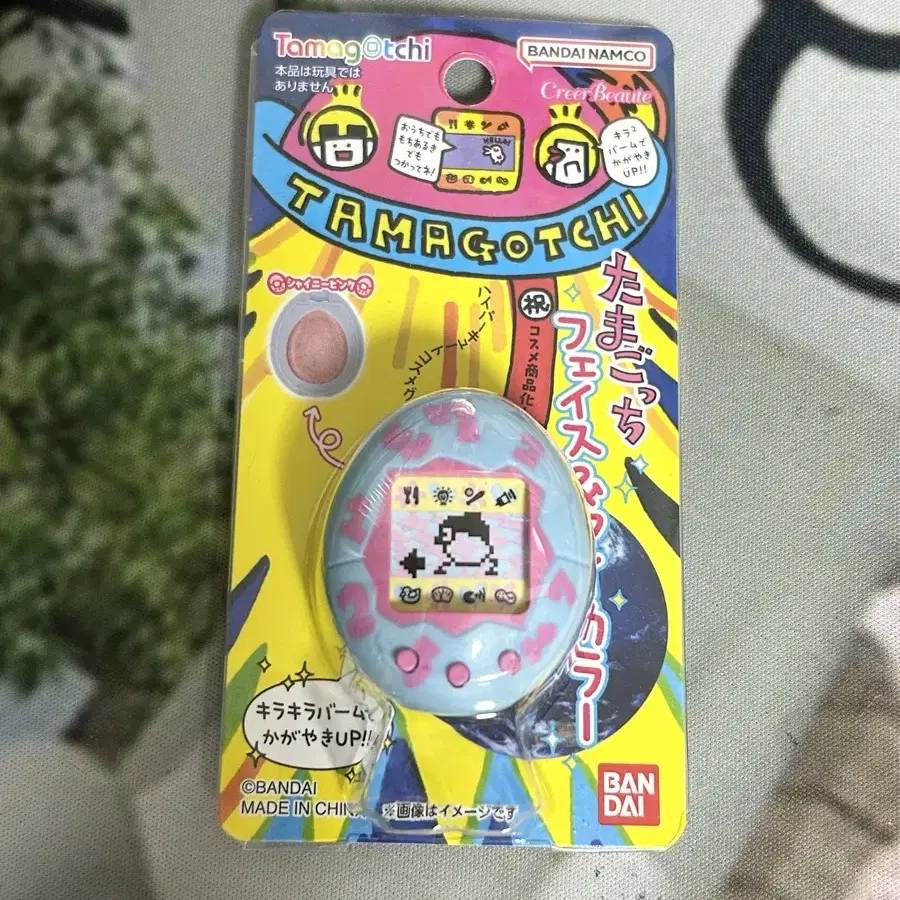 Tamagotchi
BANDAI NAMCO
本品は玩具では
ありません
CreerBeaute
おうちでも
もちあるき
でも
つかってネ!
HELLO!
キラ2
バームで
かがやき
UP!!
TAMAGOTCHI
シャイニーピンク
たまごっち
フェイス
カラー
祝
コスメ商品化
ハイパーキュートコスメグ
キラキラバームで
かがやきUP!!
©BANDAI
MADE IN CHINA
※画像はイメージです
BAN
DAI